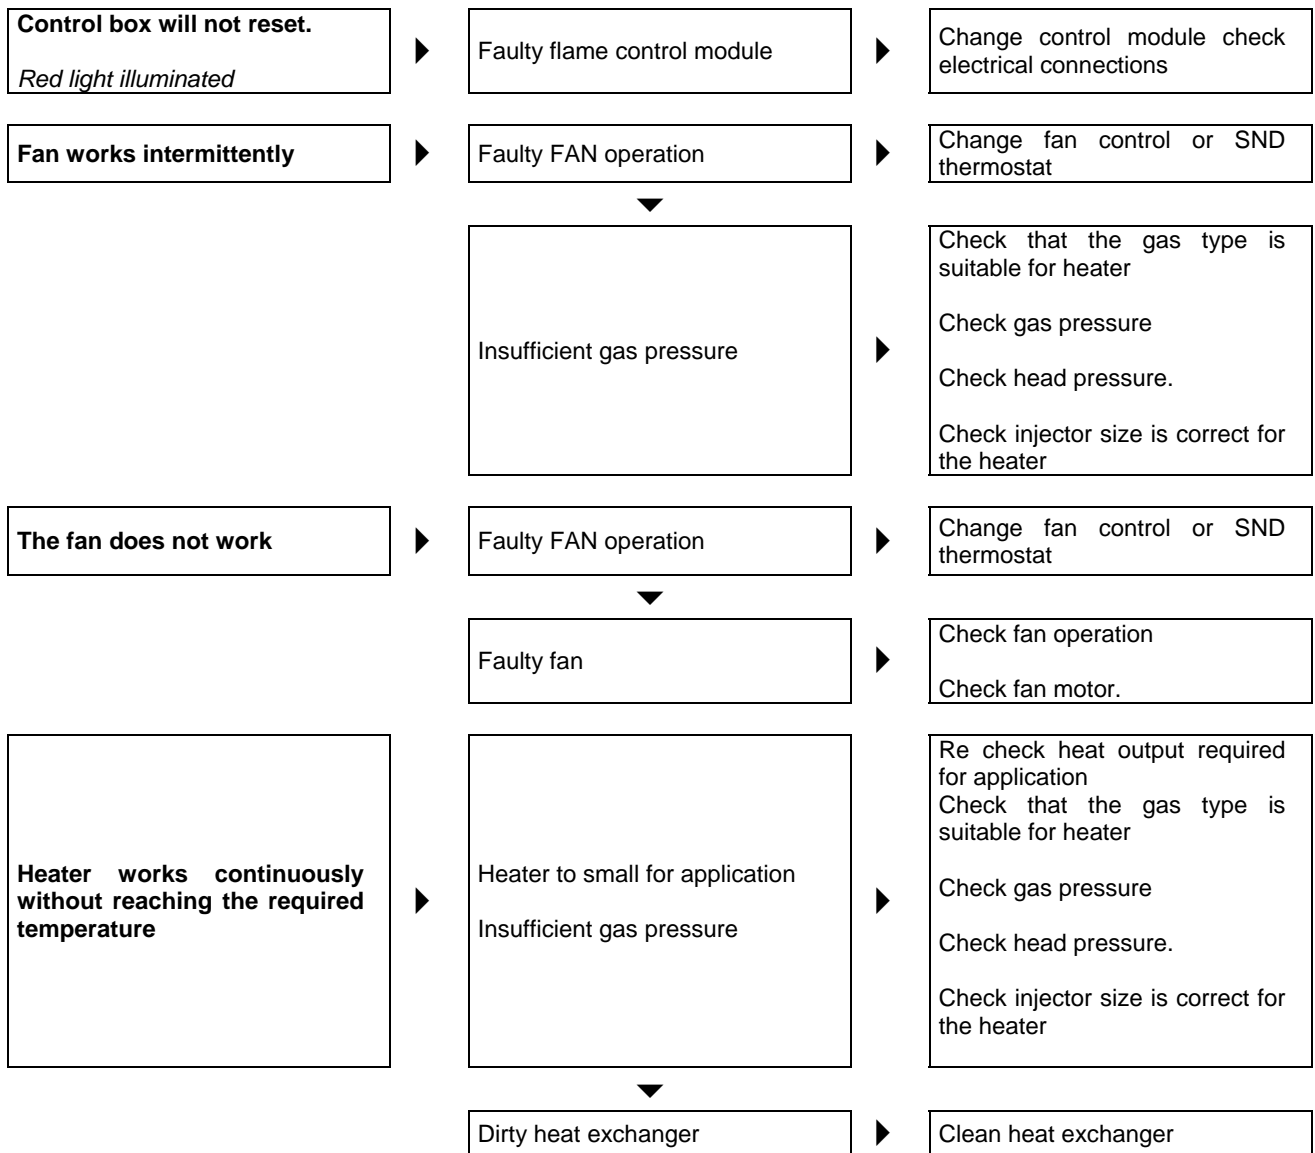 Control box will not reset.
Red light illuminated
Faulty flame control module
Change control module check
electrical connections
Fan works intermittently
Faulty FAN operation
Change fan control or SND
thermostat
Insufficient gas pressure
Check that the gas type is
suitable for heater
Check gas pressure
Check head pressure.
Check injector size is correct for
the heater
The fan does not work
Faulty FAN operation
Change fan control or SND
thermostat
Faulty fan
Check fan operation
Check fan motor.
Heater works continuously
without reaching the required
temperature
Heater to small for application
Insufficient gas pressure
Re check heat output required
for application
Check that the gas type is
suitable for heater
Check gas pressure
Check head pressure.
Check injector size is correct for
the heater
Dirty heat exchanger
Clean heat exchanger